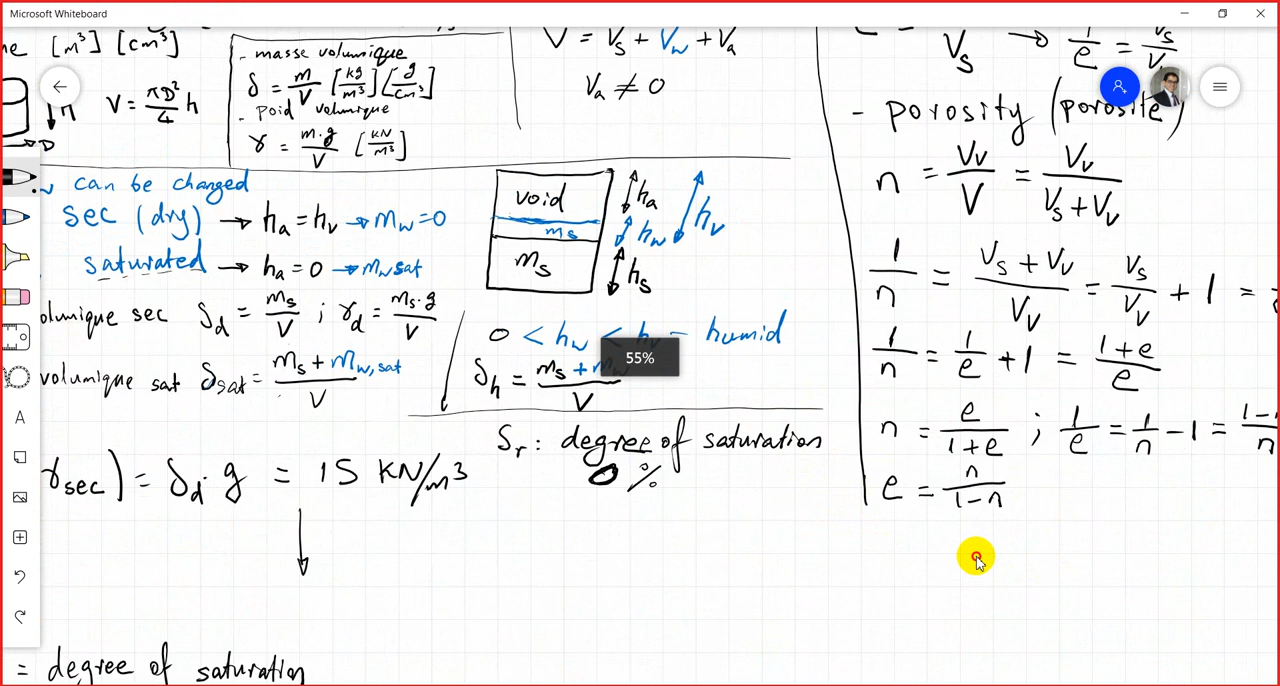 Microsoft Whiteboard
[m³] [cm³]
V = πD²/4 h
h
D
- masse volumique
δ = m/V [kg/m³] [g/cm³]
- poid volumique
γ = m·g/V [KN/m³]
V = Vs + Vw + Va
Va ≠ 0
can be changed
sec (dry) → ha = hv → mw = 0
saturated → ha = 0 → mw sat
olumique sec δd = ms/V ; γd = ms·g/V
volumique sat δsat = ms + mw,sat/V
void
ms
ms
ha
hw
hv
hs
0 < hw < hv = humid
55%
δh = ms + m/V
Sr : degree of saturation
0 %
γsec) = δd · g = 15 KN/m³
= degree of saturation
Vs → 1/e = Vs/V
- porosity (porosite)
n = Vv/V = Vv/Vs + Vv
1/n = Vs + Vv/Vv = Vs/Vv + 1 =
1/n = 1/e + 1 = 1+e/e
n = e/1+e ; 1/e = 1/n - 1 = 1-/n
e = n/1-n
A